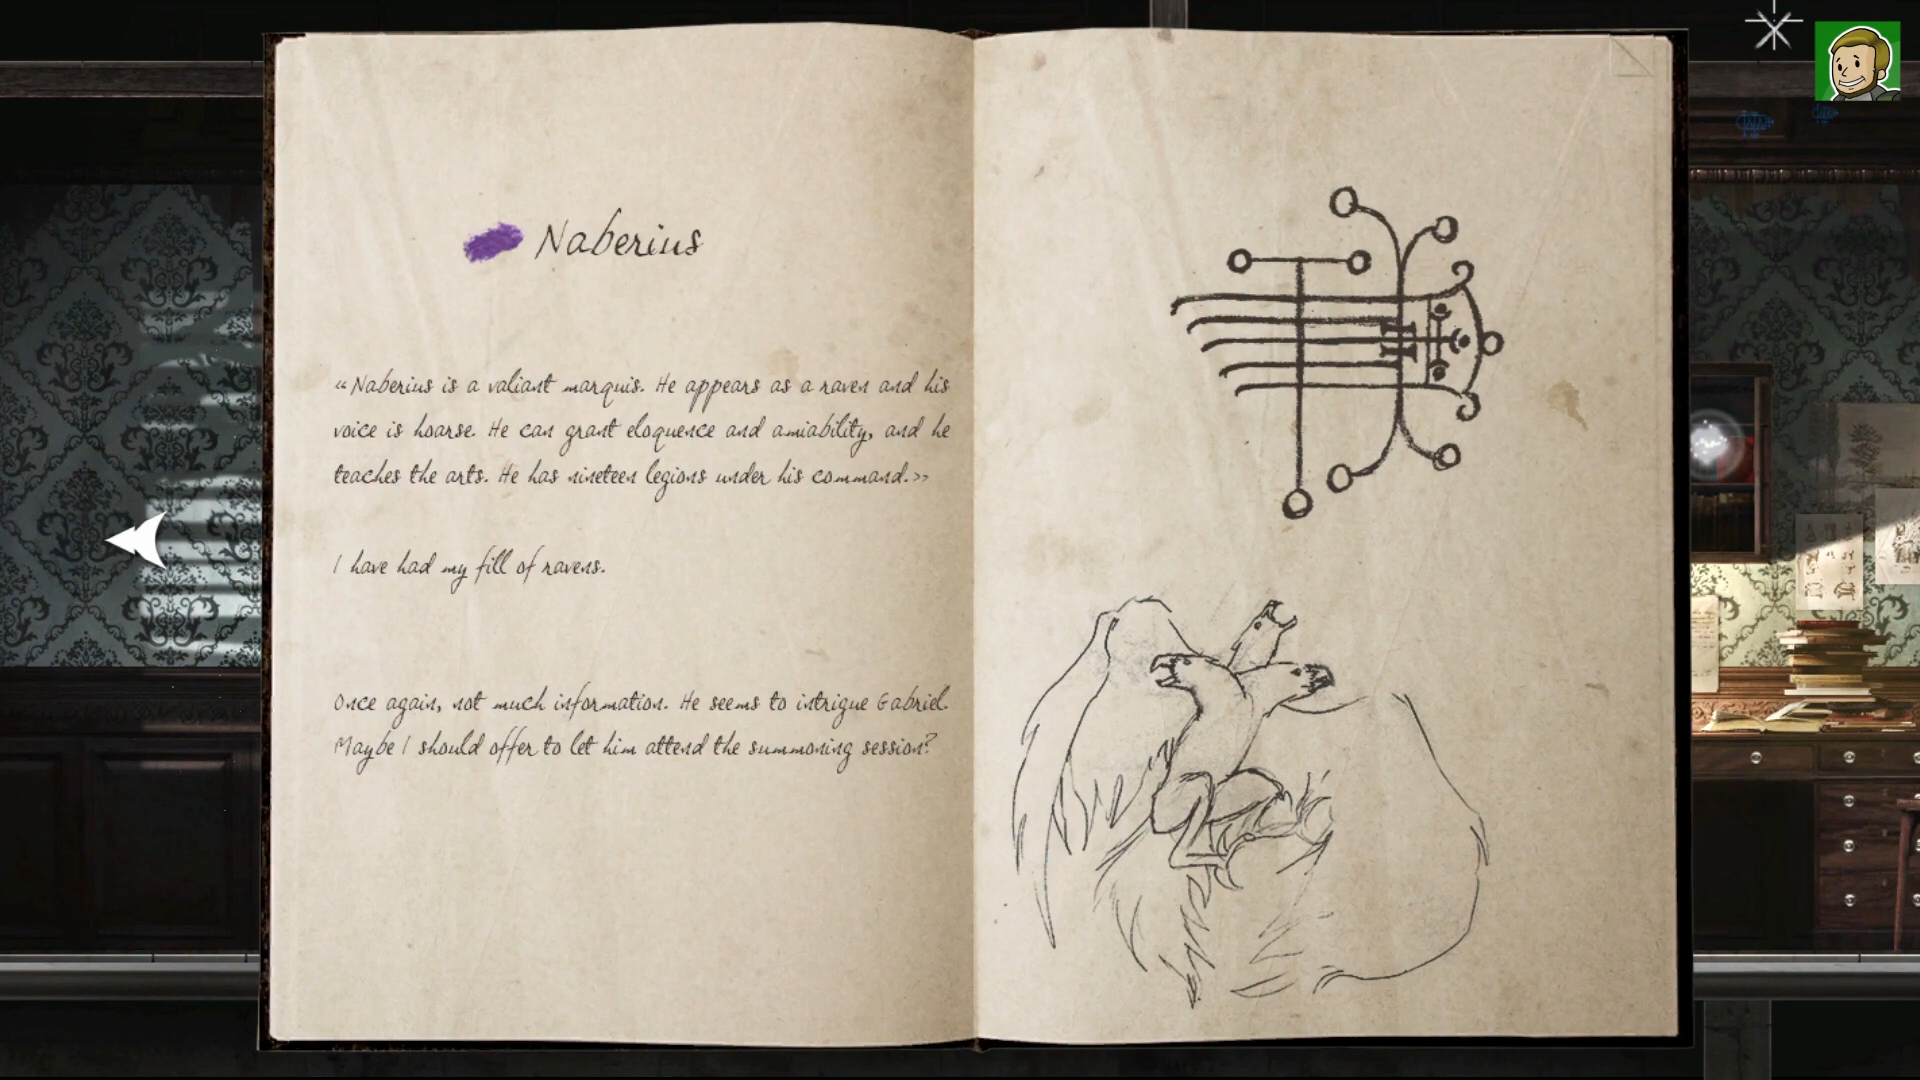 Naberius
«Naberius is a valiant marquis. He appears as a raven and his
voice is hoarse. He can grant eloquence and amiability, and he
teaches the arts. He has nineteen legions under his command.»
I have had my fill of ravens.
Once again, not much information. He seems to intrigue Gabriel.
Maybe I should offer to let him attend the summoning session?